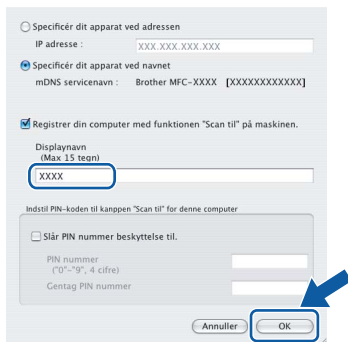 Specificér dit apparat ved adressen
IP adresse : XXX.XXX.XXX.XXX
Specificér dit apparat ved navnet
mDNS servicenavn : Brother MFC-XXXX [XXXXXXXXXXXX]
Registrer din computer med funktionen "Scan til" på maskinen.
Displaynavn
(Max 15 tegn)
XXXX
Indstil PIN-koden til kanppen "Scan til" for denne computer
Slår PIN nummer beskyttelse til.
PIN nummer
("0"-"9", 4 cifre)
Gentag PIN nummer
Annuller OK